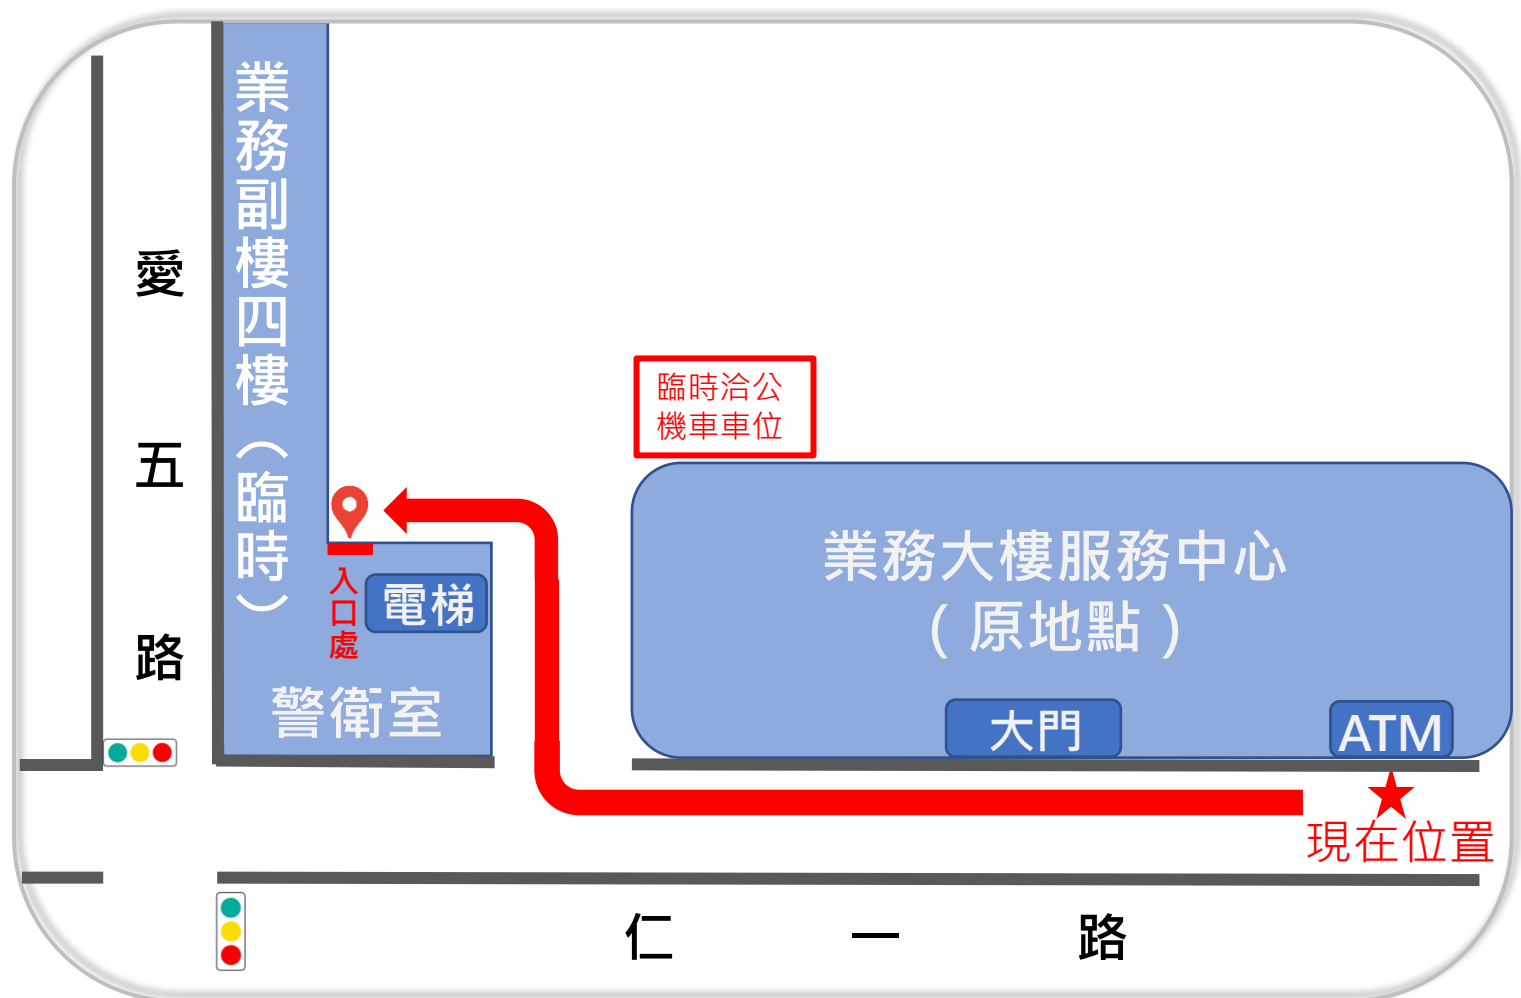 業務副樓四樓（臨時）
愛五路
臨時洽公
機車車位
業務大樓服務中心
（原地點）
入口處
電梯
警衛室
大門
ATM
現在位置
仁一路